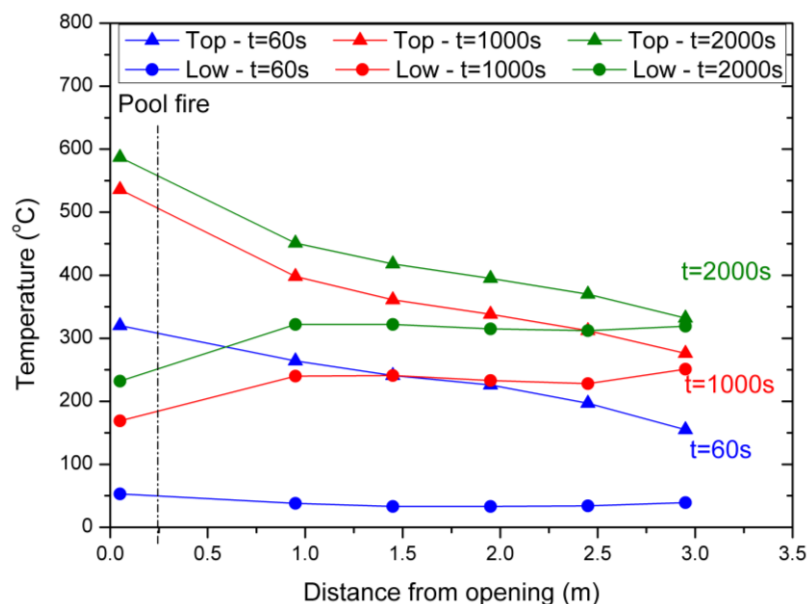 800
Top - t=60s Top - t=1000s Top - t=2000s
Low - t=60s Low - t=1000s Low - t=2000s
700
Pool fire
600
500
400
t=2000s
300
t=1000s
200
t=60s
100
0
Temperature (°C)
0.0 0.5 1.0 1.5 2.0 2.5 3.0 3.5
Distance from opening (m)